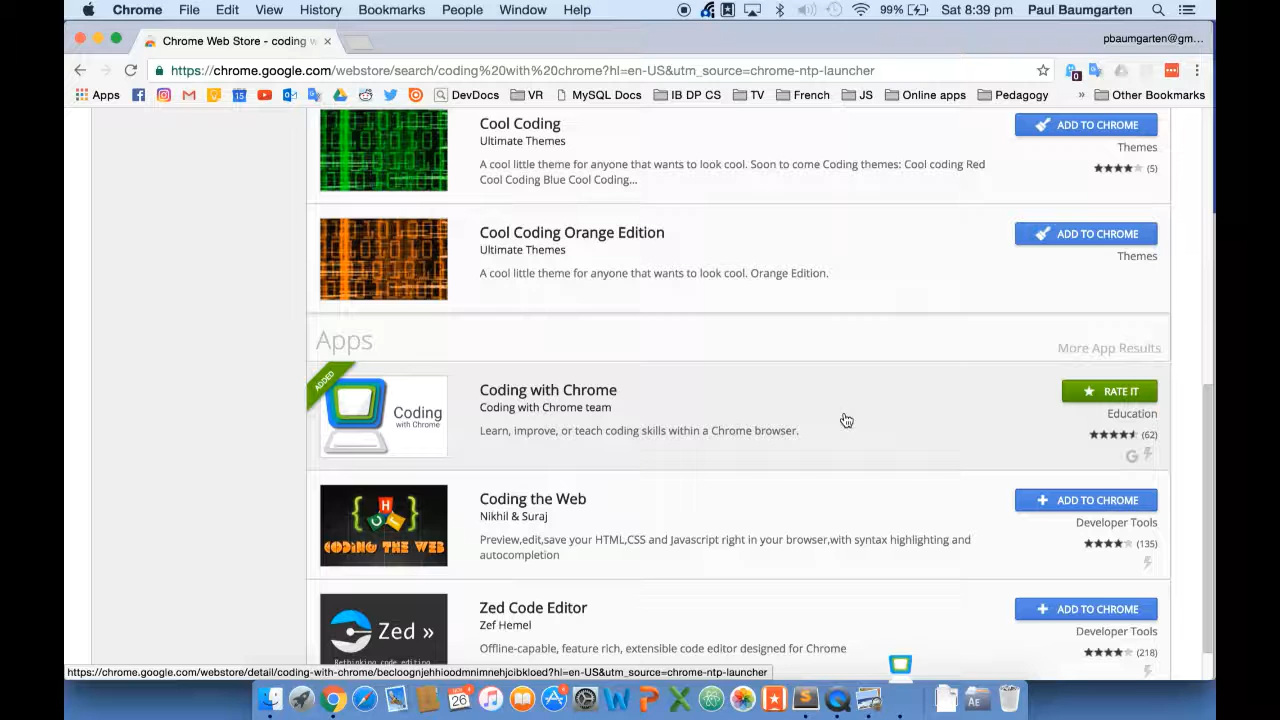 Chrome File Edit View History Bookmarks People Window Help 99% Sat 8:39 pm Paul Baumgarten
Chrome Web Store - coding w
pbaumgarten@gm...
https://chrome.google.com/webstore/search/coding%20with%20chrome?hl=en-US&utm_source=chrome-ntp-launcher
Apps DevDocs VR MySQL Docs IB DP CS TV French JS Online apps Pedagogy » Other Bookmarks
Cool Coding
Ultimate Themes
A cool little theme for anyone that wants to look cool. Soon to come Coding themes: Cool coding Red
Cool Coding Blue Cool Coding...
ADD TO CHROME
Themes
(5)
Cool Coding Orange Edition
Ultimate Themes
A cool little theme for anyone that wants to look cool. Orange Edition.
ADD TO CHROME
Themes
Apps
More App Results
ADDED
Coding
with Chrome
Coding with Chrome
Coding with Chrome team
Learn, improve, or teach coding skills within a Chrome browser.
RATE IT
Education
(62)
CODING THE WEB
Coding the Web
Nikhil & Suraj
Preview,edit,save your HTML,CSS and Javascript right in your browser,with syntax highlighting and
autocompletion
ADD TO CHROME
Developer Tools
(135)
Zed »
Rethinking code editing
Zed Code Editor
Zef Hemel
Offline-capable, feature rich, extensible code editor designed for Chrome
ADD TO CHROME
Developer Tools
(218)
https://chrome.google.com/webstore/detail/coding-with-chrome/becloognjehhioodmnimnehjcibkloed?hl=en-US&utm_source=chrome-ntp-launcher